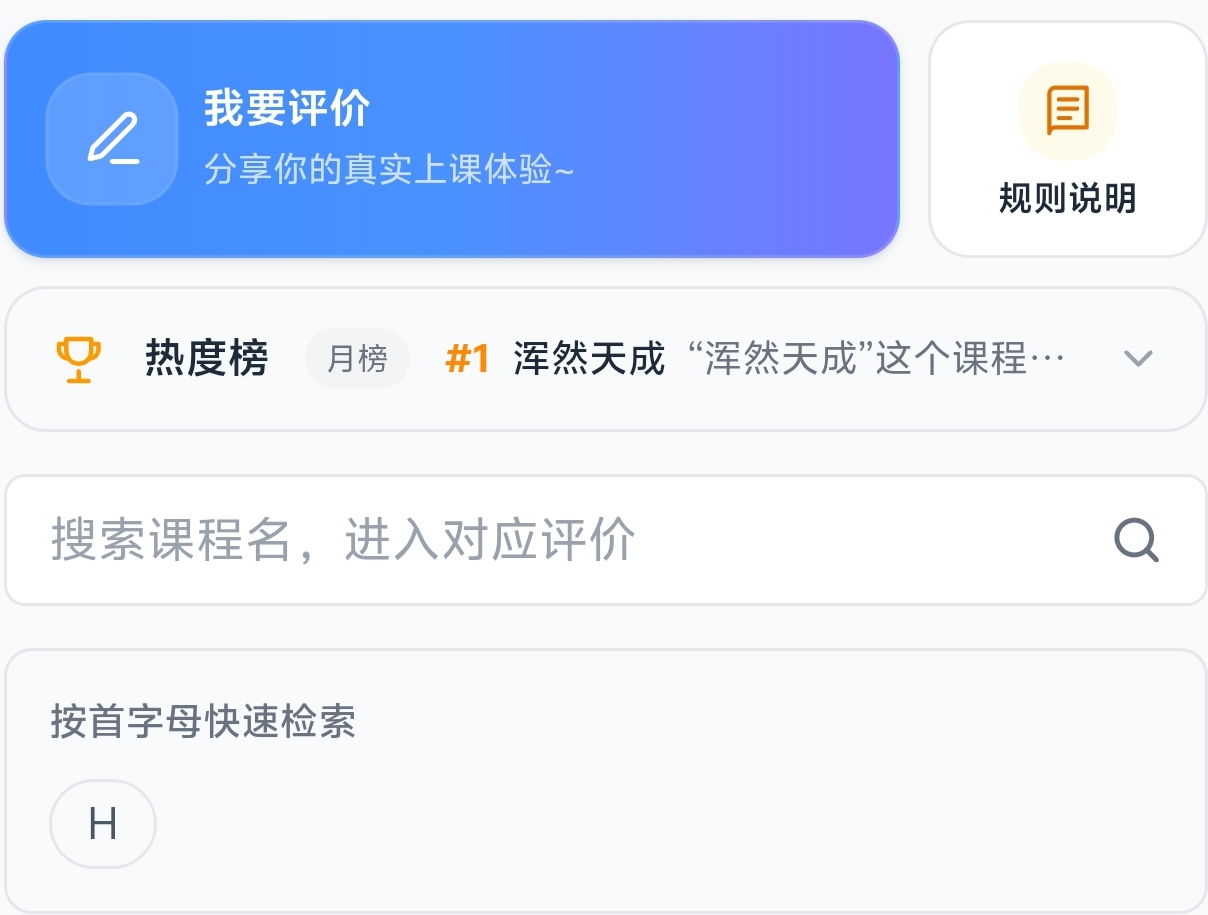 我要评价
分享你的真实上课体验~
规则说明
热度榜 月榜 #1 浑然天成 “浑然天成”这个课程…
搜索课程名，进入对应评价
按首字母快速检索
H